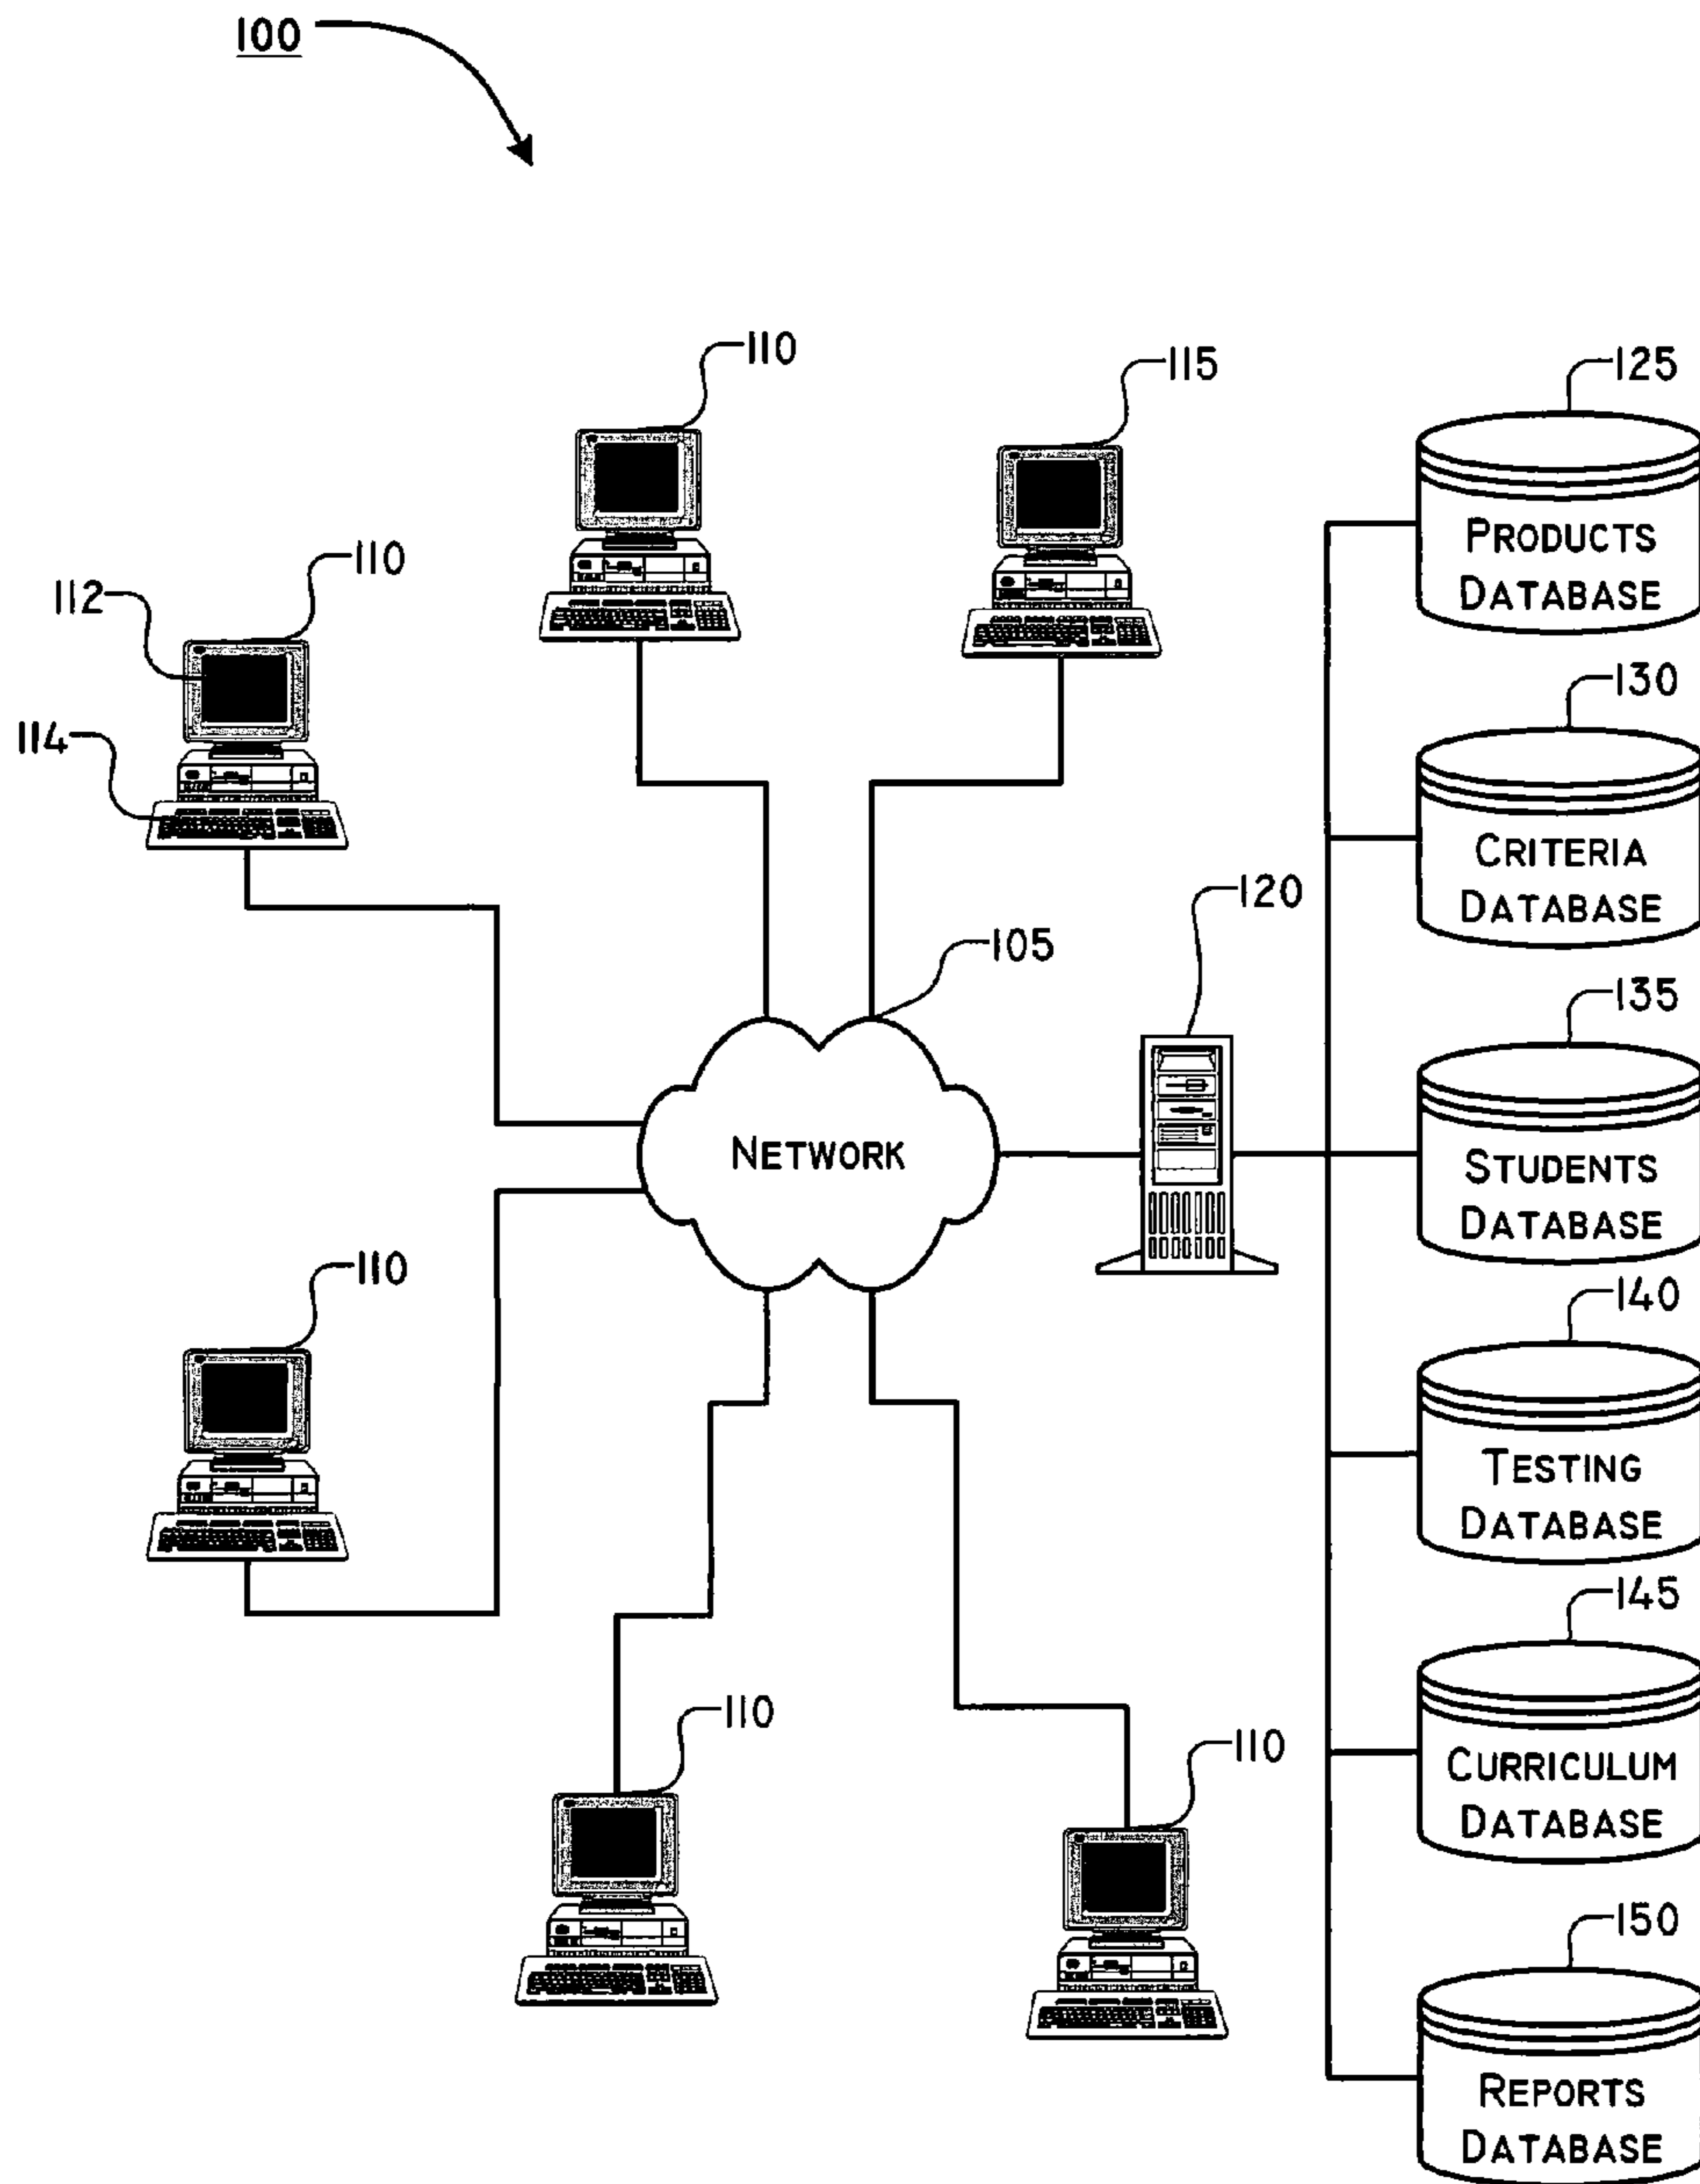 100
110
115
125
PRODUCTS
DATABASE
110
112
114
130
CRITERIA
DATABASE
120
105
135
NETWORK
STUDENTS
DATABASE
110
140
TESTING
DATABASE
145
110
110
CURRICULUM
DATABASE
150
REPORTS
DATABASE